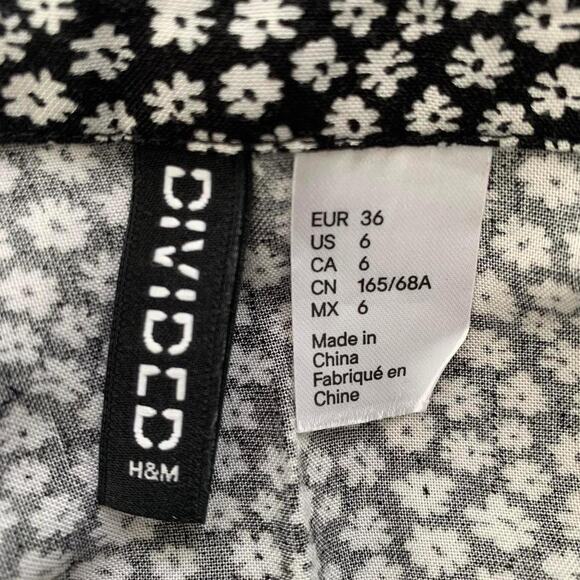 DIVIDED
H&M
EUR 36
US 6
CA 6
CN 165/68A
MX 6
Made in
China
Fabriqué en
Chine